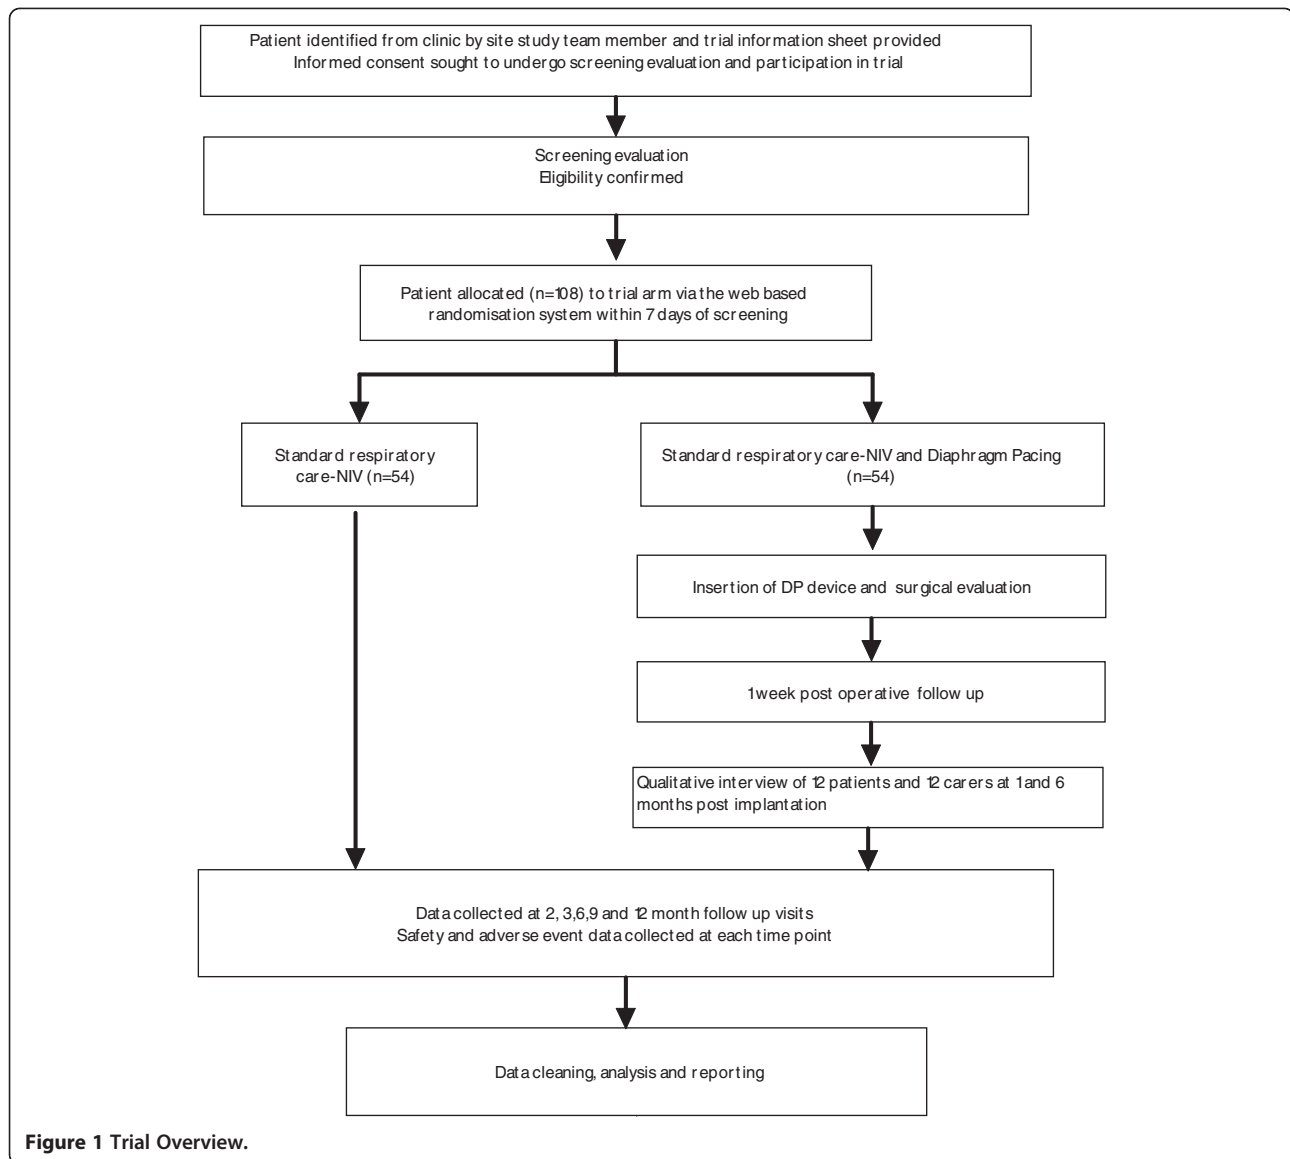 Patient identified from clinic by site study team member and trial information sheet provided
Informed consent sought to undergo screening evaluation and participation in trial
Screening evaluation
Eligibility confirmed
Patient allocated (n=108) to trial arm via the web based
randomisation system within 7 days of screening
Standard respiratory
care-NIV (n=54)
Standard respiratory care-NIV and Diaphragm Pacing
(n=54)
Insertion of DP device and surgical evaluation
1 week post operative follow up
Qualitative interview of 12 patients and 12 carers at 1 and 6
months post implantation
Data collected at 2, 3,6,9 and 12 month follow up visits
Safety and adverse event data collected at each time point
Data cleaning, analysis and reporting
Figure 1 Trial Overview.